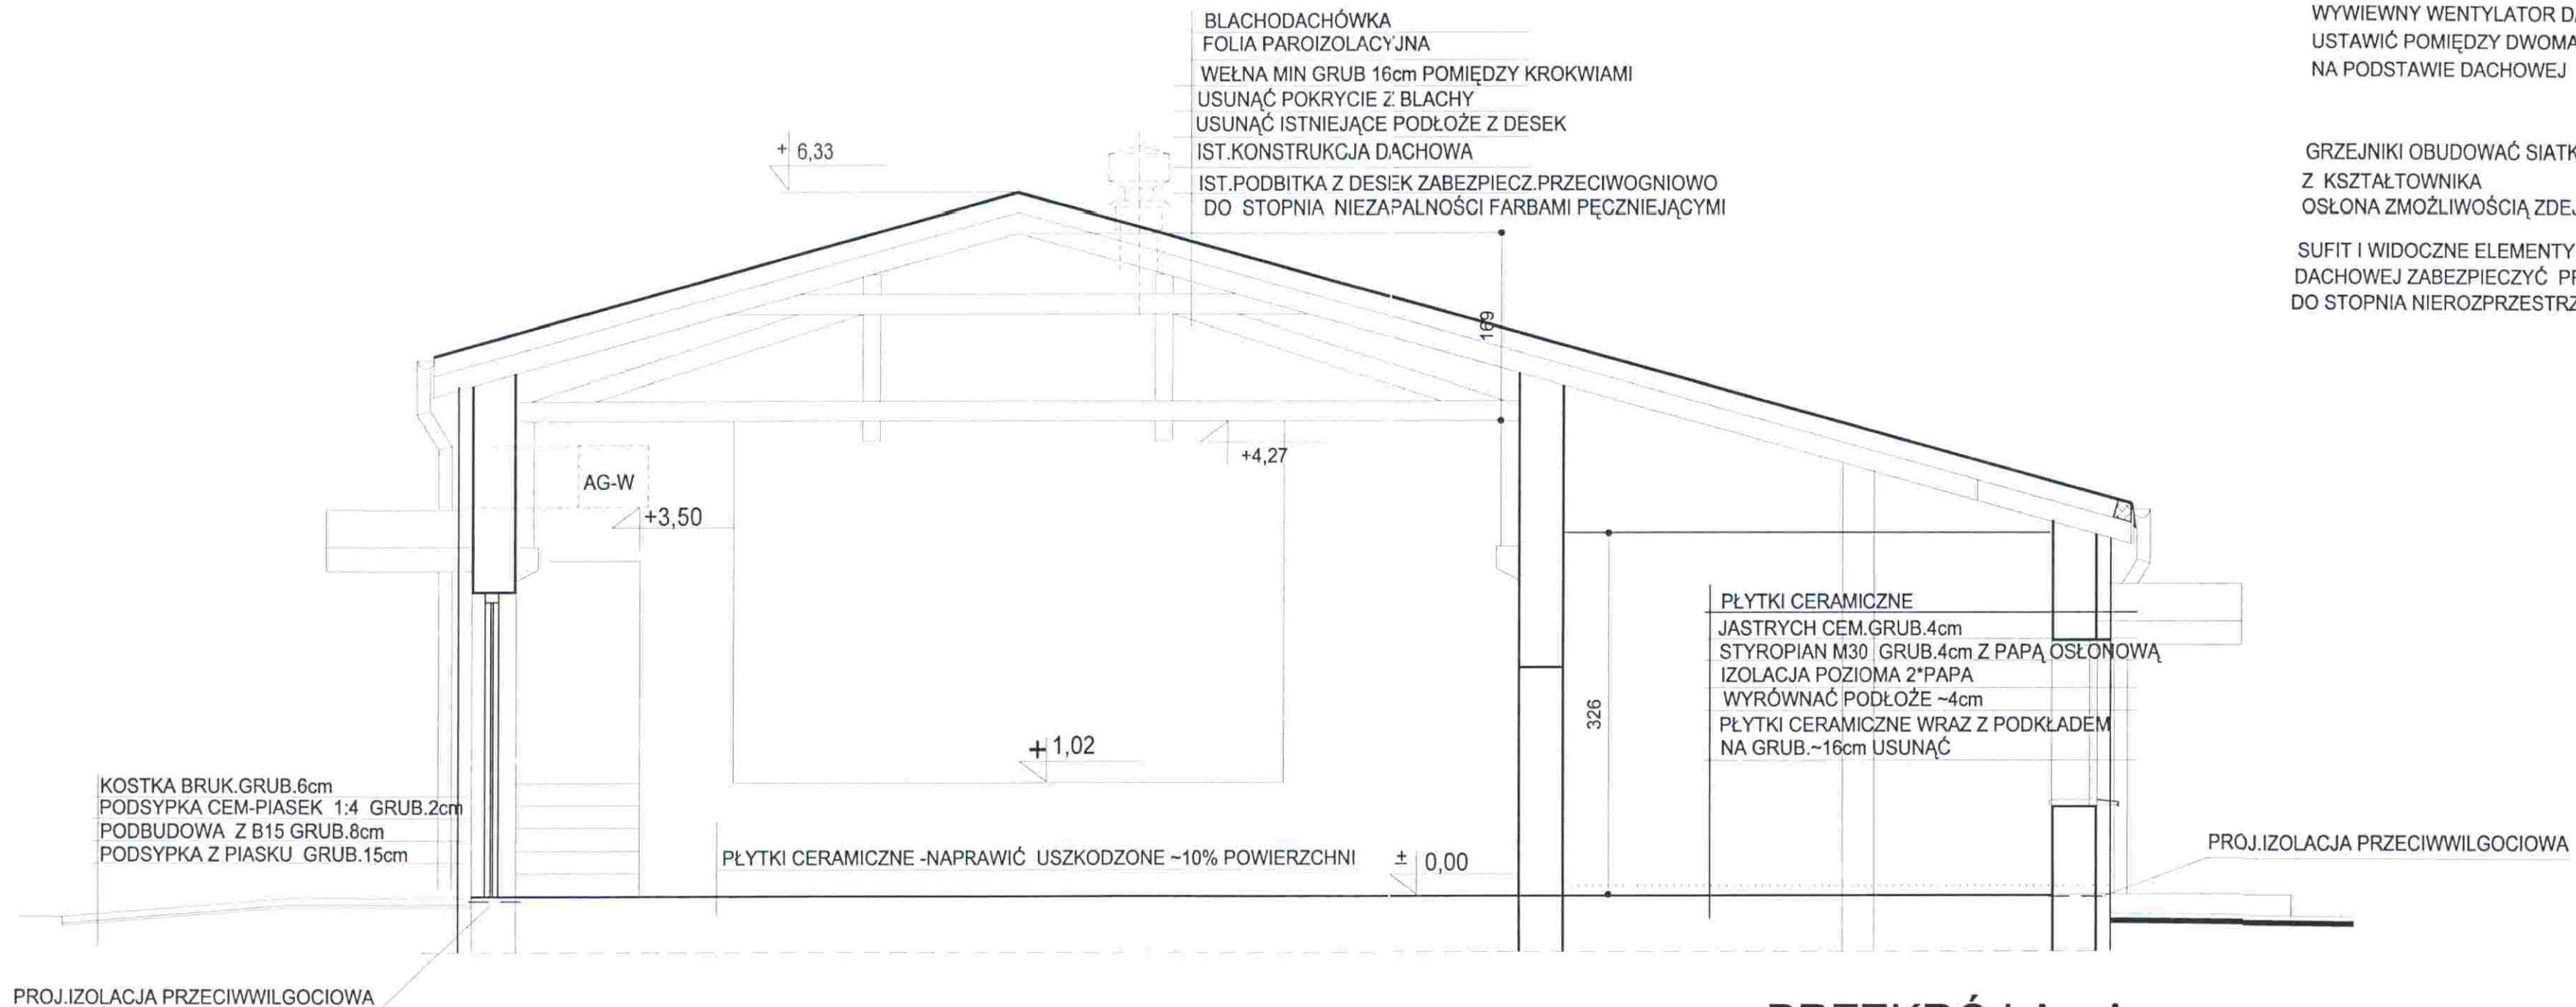 BLACHODACHÓWKA
FOLIA PAROIZOLACYJNA
WEŁNA MIN GRUB 16cm POMIĘDZY KROKWIAMI
USUNĄĆ POKRYCIE Z BLACHY
USUNĄĆ ISTNIEJĄCE PODŁOŻE Z DESEK
IST.KONSTRUKCJA DACHOWA
IST.PODBITKA Z DESEK ZABEZPIECZ.PRZECIWOGNIOWO
DO STOPNIA NIEZAPALNOŚCI FARBAMI PĘCZNIEJĄCYMI
WYWIEWNY WENTYLATOR
USTAWIĆ POMIĘDZY DWOMA
NA PODSTAWIE DACHOWEJ
GRZEJNIKI OBUDOWAĆ
Z KSZTAŁTOWNIKA
OSŁONA ZMOŻLIWOŚCIĄ
SUFIT I WIDOCZNE ELEMENTY
DACHOWEJ ZABEZPIECZYĆ
DO STOPNIA
+ 6,33
169
+4,27
AG-W
+3,50
326
+ 1,02
PŁYTKI CERAMICZNE
JASTRYCH CEM.GRUB.4cm
STYROPIAN M30 GRUB.4cm Z PAPĄ OSŁONOWĄ
IZOLACJA POZIOMA 2*PAPA
WYRÓWNAĆ PODŁOŻE ~4cm
PŁYTKI CERAMICZNE WRAZ Z PODKŁADEM
NA GRUB.~16cm USUNĄĆ
KOSTKA BRUK.GRUB.6cm
PODSYPKA CEM-PIASEK 1:4 GRUB.2cm
PODBUDOWA Z B15 GRUB.8cm
PODSYPKA Z PIASKU GRUB.15cm
PŁYTKI CERAMICZNE -NAPRAWIĆ USZKODZONE ~10% POWIERZCHNI
± 0,00
PROJ.IZOLACJA PRZECIWWILGOCIOWA
PROJ.IZOLACJA PRZECIWWILGOCIOWA